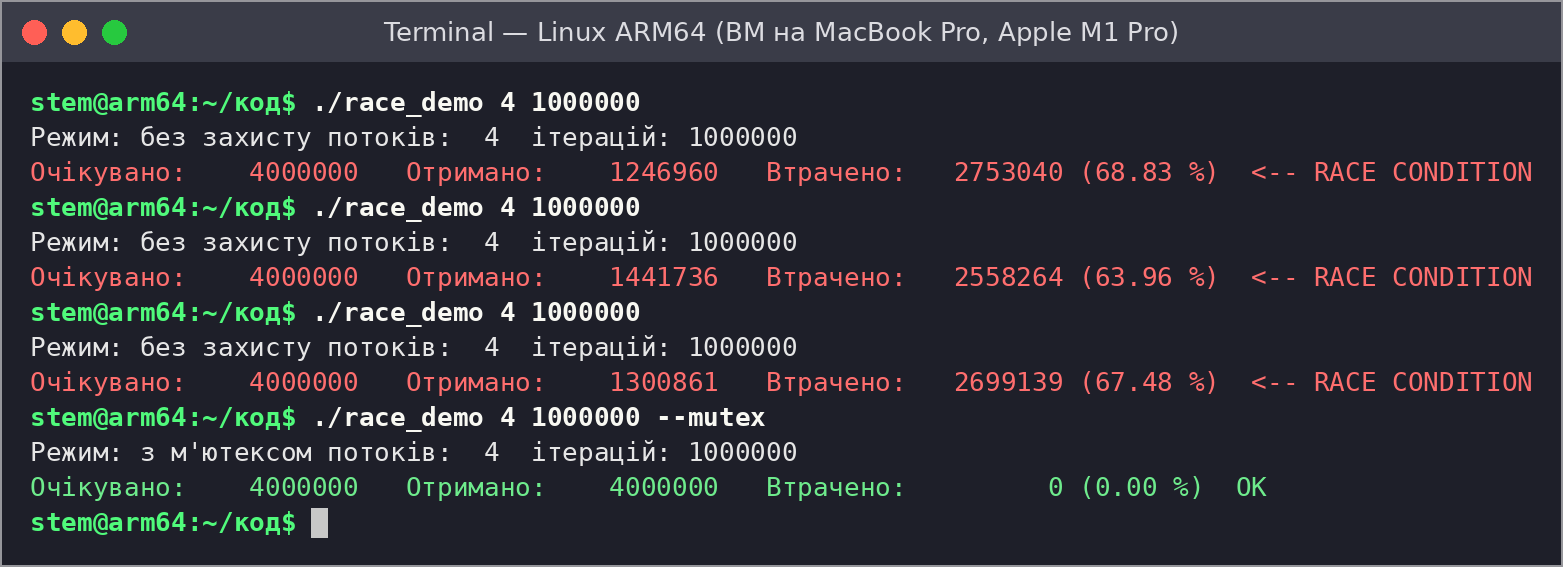 Terminal — Linux ARM64 (ВМ на MacBook Pro, Apple M1 Pro)
stem@arm64:~/код$ ./race_demo 4 1000000
Режим: без захисту потоків:  4  ітерацій: 1000000
Очікувано:    4000000   Отримано:    1246960   Втрачено:   2753040 (68.83 %)  <-- RACE CONDITION
stem@arm64:~/код$ ./race_demo 4 1000000
Режим: без захисту потоків:  4  ітерацій: 1000000
Очікувано:    4000000   Отримано:    1441736   Втрачено:   2558264 (63.96 %)  <-- RACE CONDITION
stem@arm64:~/код$ ./race_demo 4 1000000
Режим: без захисту потоків:  4  ітерацій: 1000000
Очікувано:    4000000   Отримано:    1300861   Втрачено:   2699139 (67.48 %)  <-- RACE CONDITION
stem@arm64:~/код$ ./race_demo 4 1000000 --mutex
Режим: з м'ютексом потоків:  4  ітерацій: 1000000
Очікувано:    4000000   Отримано:    4000000   Втрачено:         0 (0.00 %)  OK
stem@arm64:~/код$